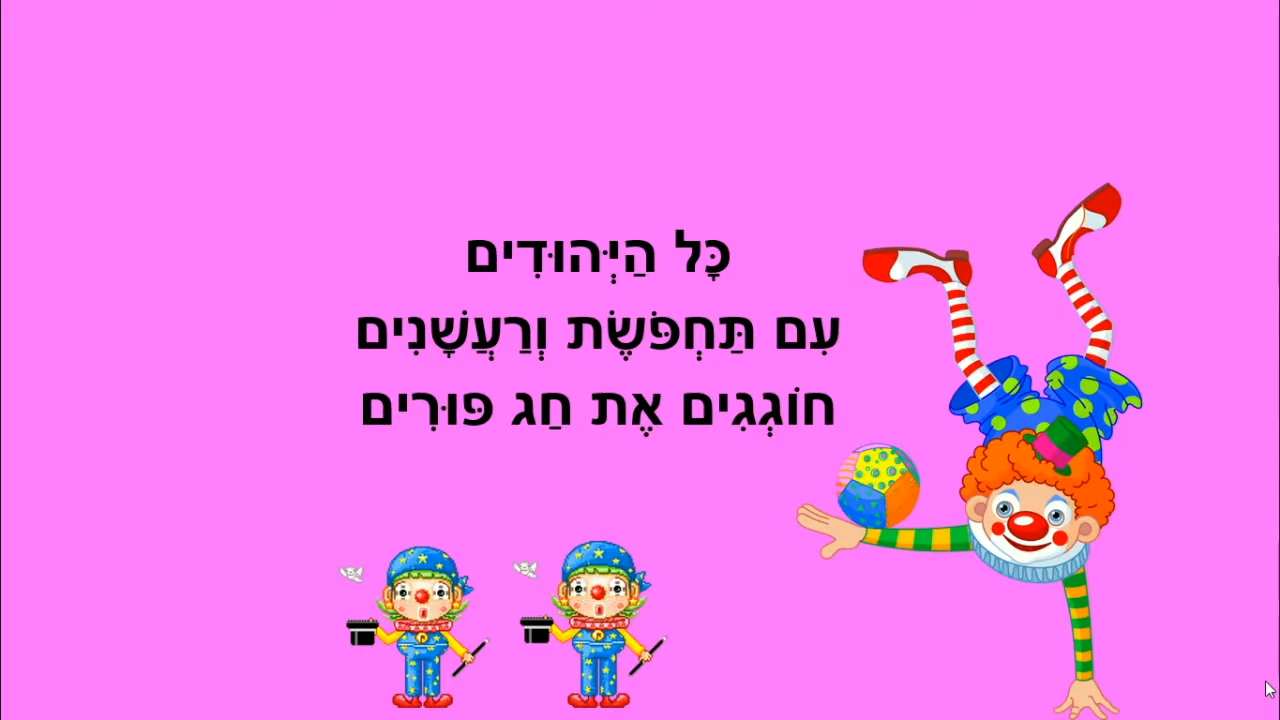 כָּל הַיְּהוּדִים
עִם תַּחְפֹּשֶׂת וְרַעֲשָׁנִים
חוֹגְגִים אֶת חַג פּוּרִים